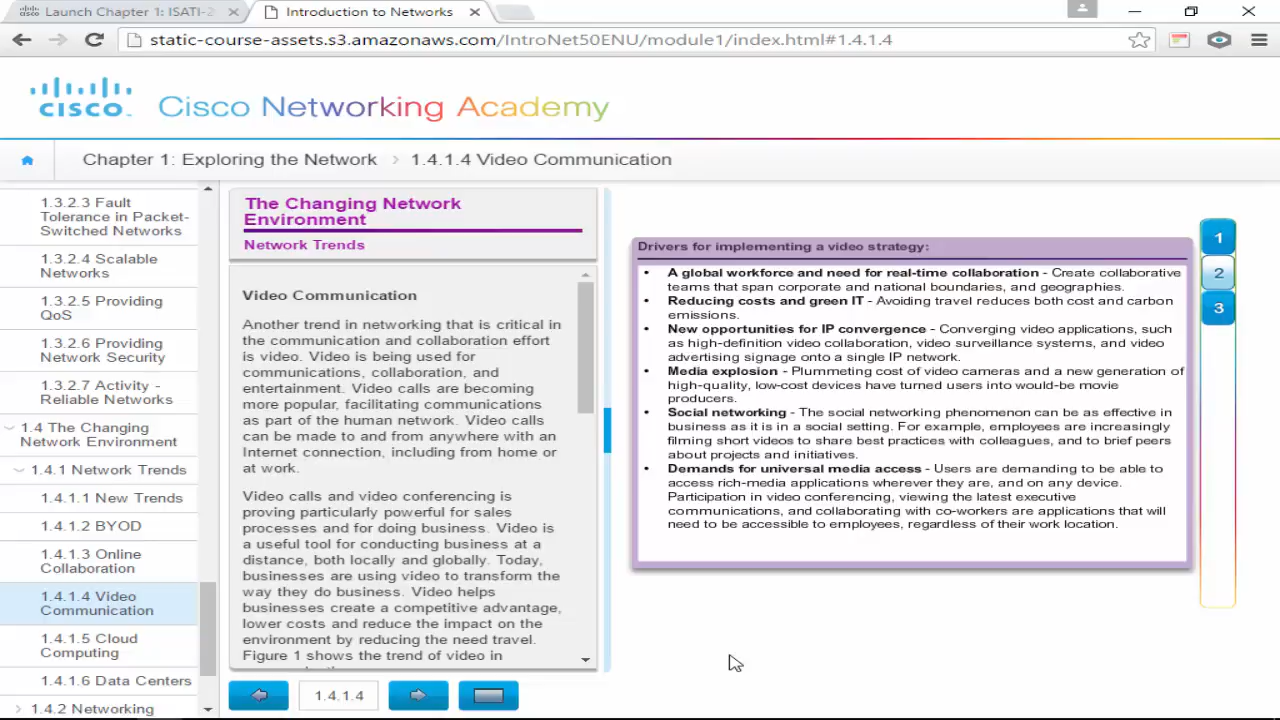 Launch Chapter 1: ISATI-2
Introduction to Networks
static-course-assets.s3.amazonaws.com/IntroNet50ENU/module1/index.html#1.4.1.4
CISCO. Cisco Networking Academy
Chapter 1: Exploring the Network > 1.4.1.4 Video Communication
1.3.2.3 Fault
Tolerance in Packet-
Switched Networks
1.3.2.4 Scalable
Networks
1.3.2.5 Providing
QoS
1.3.2.6 Providing
Network Security
1.3.2.7 Activity -
Reliable Networks
1.4 The Changing
Network Environment
1.4.1 Network Trends
1.4.1.1 New Trends
1.4.1.2 BYOD
1.4.1.3 Online
Collaboration
1.4.1.4 Video
Communication
1.4.1.5 Cloud
Computing
1.4.1.6 Data Centers
1.4.2 Networking
The Changing Network
Environment
Network Trends
Video Communication
Another trend in networking that is critical in
the communication and collaboration effort
is video. Video is being used for
communications, collaboration, and
entertainment. Video calls are becoming
more popular, facilitating communications
as part of the human network. Video calls
can be made to and from anywhere with an
Internet connection, including from home or
at work.
Video calls and video conferencing is
proving particularly powerful for sales
processes and for doing business. Video is
a useful tool for conducting business at a
distance, both locally and globally. Today,
businesses are using video to transform the
way they do business. Video helps
businesses create a competitive advantage,
lower costs and reduce the impact on the
environment by reducing the need travel.
Figure 1 shows the trend of video in
1.4.1.4
Drivers for implementing a video strategy:
• A global workforce and need for real-time collaboration - Create collaborative
teams that span corporate and national boundaries, and geographies.
• Reducing costs and green IT - Avoiding travel reduces both cost and carbon
emissions.
• New opportunities for IP convergence - Converging video applications, such
as high-definition video collaboration, video surveillance systems, and video
advertising signage onto a single IP network.
• Media explosion - Plummeting cost of video cameras and a new generation of
high-quality, low-cost devices have turned users into would-be movie
producers.
• Social networking - The social networking phenomenon can be as effective in
business as it is in a social setting. For example, employees are increasingly
filming short videos to share best practices with colleagues, and to brief peers
about projects and initiatives.
• Demands for universal media access - Users are demanding to be able to
access rich-media applications wherever they are, and on any device.
Participation in video conferencing, viewing the latest executive
communications, and collaborating with co-workers are applications that will
need to be accessible to employees, regardless of their work location.
1
2
3